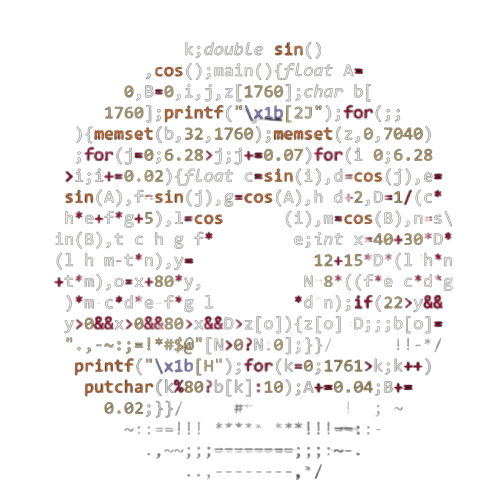 k;double sin()
,cos();main(){float A=
0,B=0,i,j,z[1760];char b[
1760];printf("\x1b[2J");for(;;
){memset(b,32,1760);memset(z,0,7040)
;for(j=0;6.28>j;j+=0.07)for(i 0;6.28
>i;i+=0.02){float c=sin(i),d=cos(j),e=
sin(A),f=sin(j),g=cos(A),h d+2,D=1/(c*
h*e+f*g+5),l=cos (i),m=cos(B),n=s\
in(B),t c h g f* e;int x=40+30*D*
(l h m-t*n),y= 12+15*D*(l h*n
+t*m),o=x+80*y, N 8*((f*e c*d*g
)*m-c*d*e-f*g l *d n);if(22>y&&
y>0&&x>0&&80>x&&D>z[o]){z[o] D;;;b[o]=
".,-~:;=!*#$@"[N>0?N:0];}}/ !!-*/
printf("\x1b[H");for(k=0;1761>k;k++)
putchar(k%80?b[k]:10);A+=0.04;B+=
0.02;}}/ #- ! ; ~
~::==!!! **** ***!!!==::-
.,~~;;;========;;;:~-.
..,--------,*/